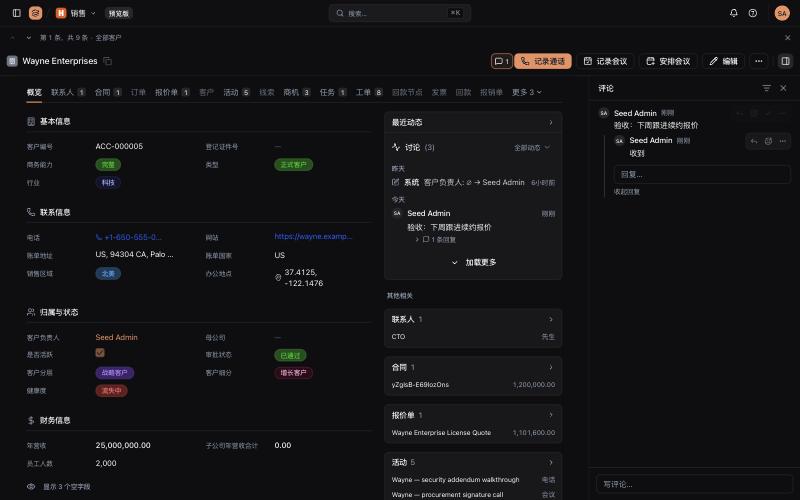 H 销售 预览版 搜索... ⌘K SA
第 1 条，共 9 条 · 全部客户
Wayne Enterprises 1 记录通话 记录会议 安排会议 编辑
概览 联系人 1 合同 1 订单 报价单 1 客户 活动 5 线索 商机 3 任务 1 工单 8 回款节点 发票 回款 报销单 更多 3
基本信息
客户编号 ACC-000005 登记证件号 —
商务能力 完整 类型 正式客户
行业 科技
联系信息
电话 +1-650-555-0... 网站 https://wayne.examp...
账单地址 US, 94304 CA, Palo ... 账单国家 US
销售区域 北美 办公地点 37.4125,
-122.1476
归属与状态
客户负责人 Seed Admin 母公司 —
是否活跃 审批状态 已通过
客户分层 战略客户 客户细分 增长客户
健康度 流失中
财务信息
年营收 25,000,000.00 子公司年营收合计 0.00
员工人数 2,000
显示 3 个空字段
最近动态
讨论 (3) 全部动态
昨天
系统 客户负责人: ∅ → Seed Admin 6小时前
今天
SA Seed Admin 刚刚
验收：下周跟进续约报价
1 条回复
加载更多
其他相关
联系人 1
CTO 先生
合同 1
yZglsB-E69IozOns 1,200,000.00
报价单 1
Wayne Enterprise License Quote 1,101,600.00
活动 5
Wayne — security addendum walkthrough 电话
Wayne — procurement signature call 会议
评论
SA Seed Admin 刚刚
验收：下周跟进续约报价
SA Seed Admin 刚刚
收到
回复...
收起回复
写评论...